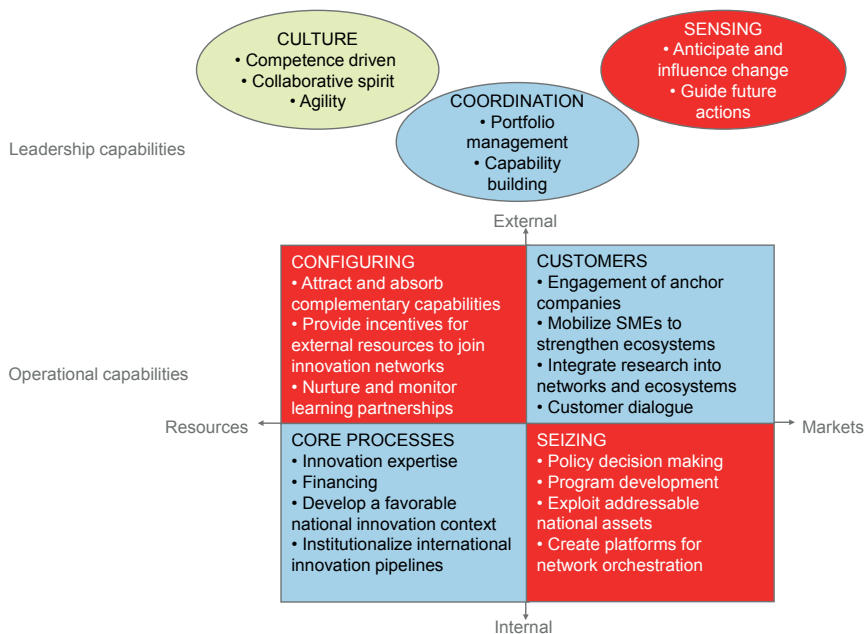 CULTURE
• Competence driven
• Collaborative spirit
• Agility
SENSING
• Anticipate and
influence change
• Guide future
actions
COORDINATION
• Portfolio
management
• Capability
building
Leadership capabilities
External
CONFIGURING
• Attract and absorb
complementary capabilities
• Provide incentives for
external resources to join
innovation networks
• Nurture and monitor
learning partnerships
CUSTOMERS
• Engagement of anchor
companies
• Mobilize SMEs to
strengthen ecosystems
• Integrate research into
networks and ecosystems
• Customer dialogue
Operational capabilities
Resources
Markets
CORE PROCESSES
• Innovation expertise
• Financing
• Develop a favorable
national innovation context
• Institutionalize international
innovation pipelines
SEIZING
• Policy decision making
• Program development
• Exploit addressable
national assets
• Create platforms for
network orchestration
Internal